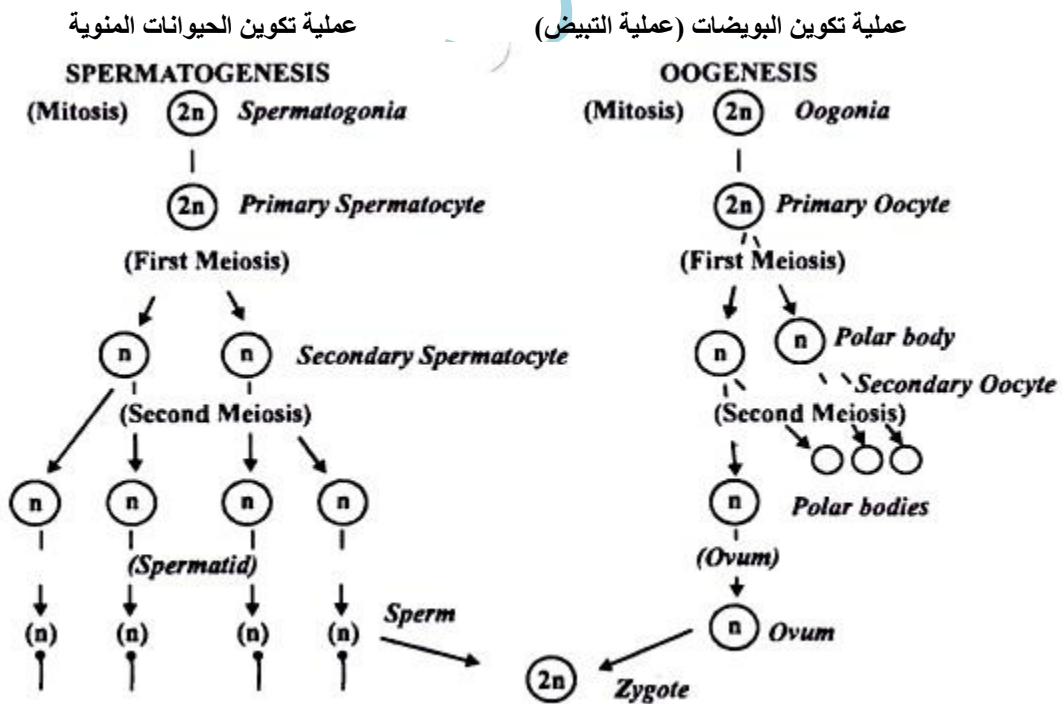 عملية تكوين الحيوانات المنوية
SPERMATOGENESIS
(Mitosis) 2n Spermatogonia
2n Primary Spermatocyte
(First Meiosis)
n n Secondary Spermatocyte
(Second Meiosis)
n n n n
(Spermatid)
Sperm
(n) (n) (n) (n)
عملية تكوين البويضات (عملية التبيض)
OOGENESIS
(Mitosis) 2n Oogonia
2n Primary Oocyte
(First Meiosis)
n n Polar body
Secondary Oocyte
(Second Meiosis)
n Polar bodies
(Ovum)
n Ovum
2n Zygote